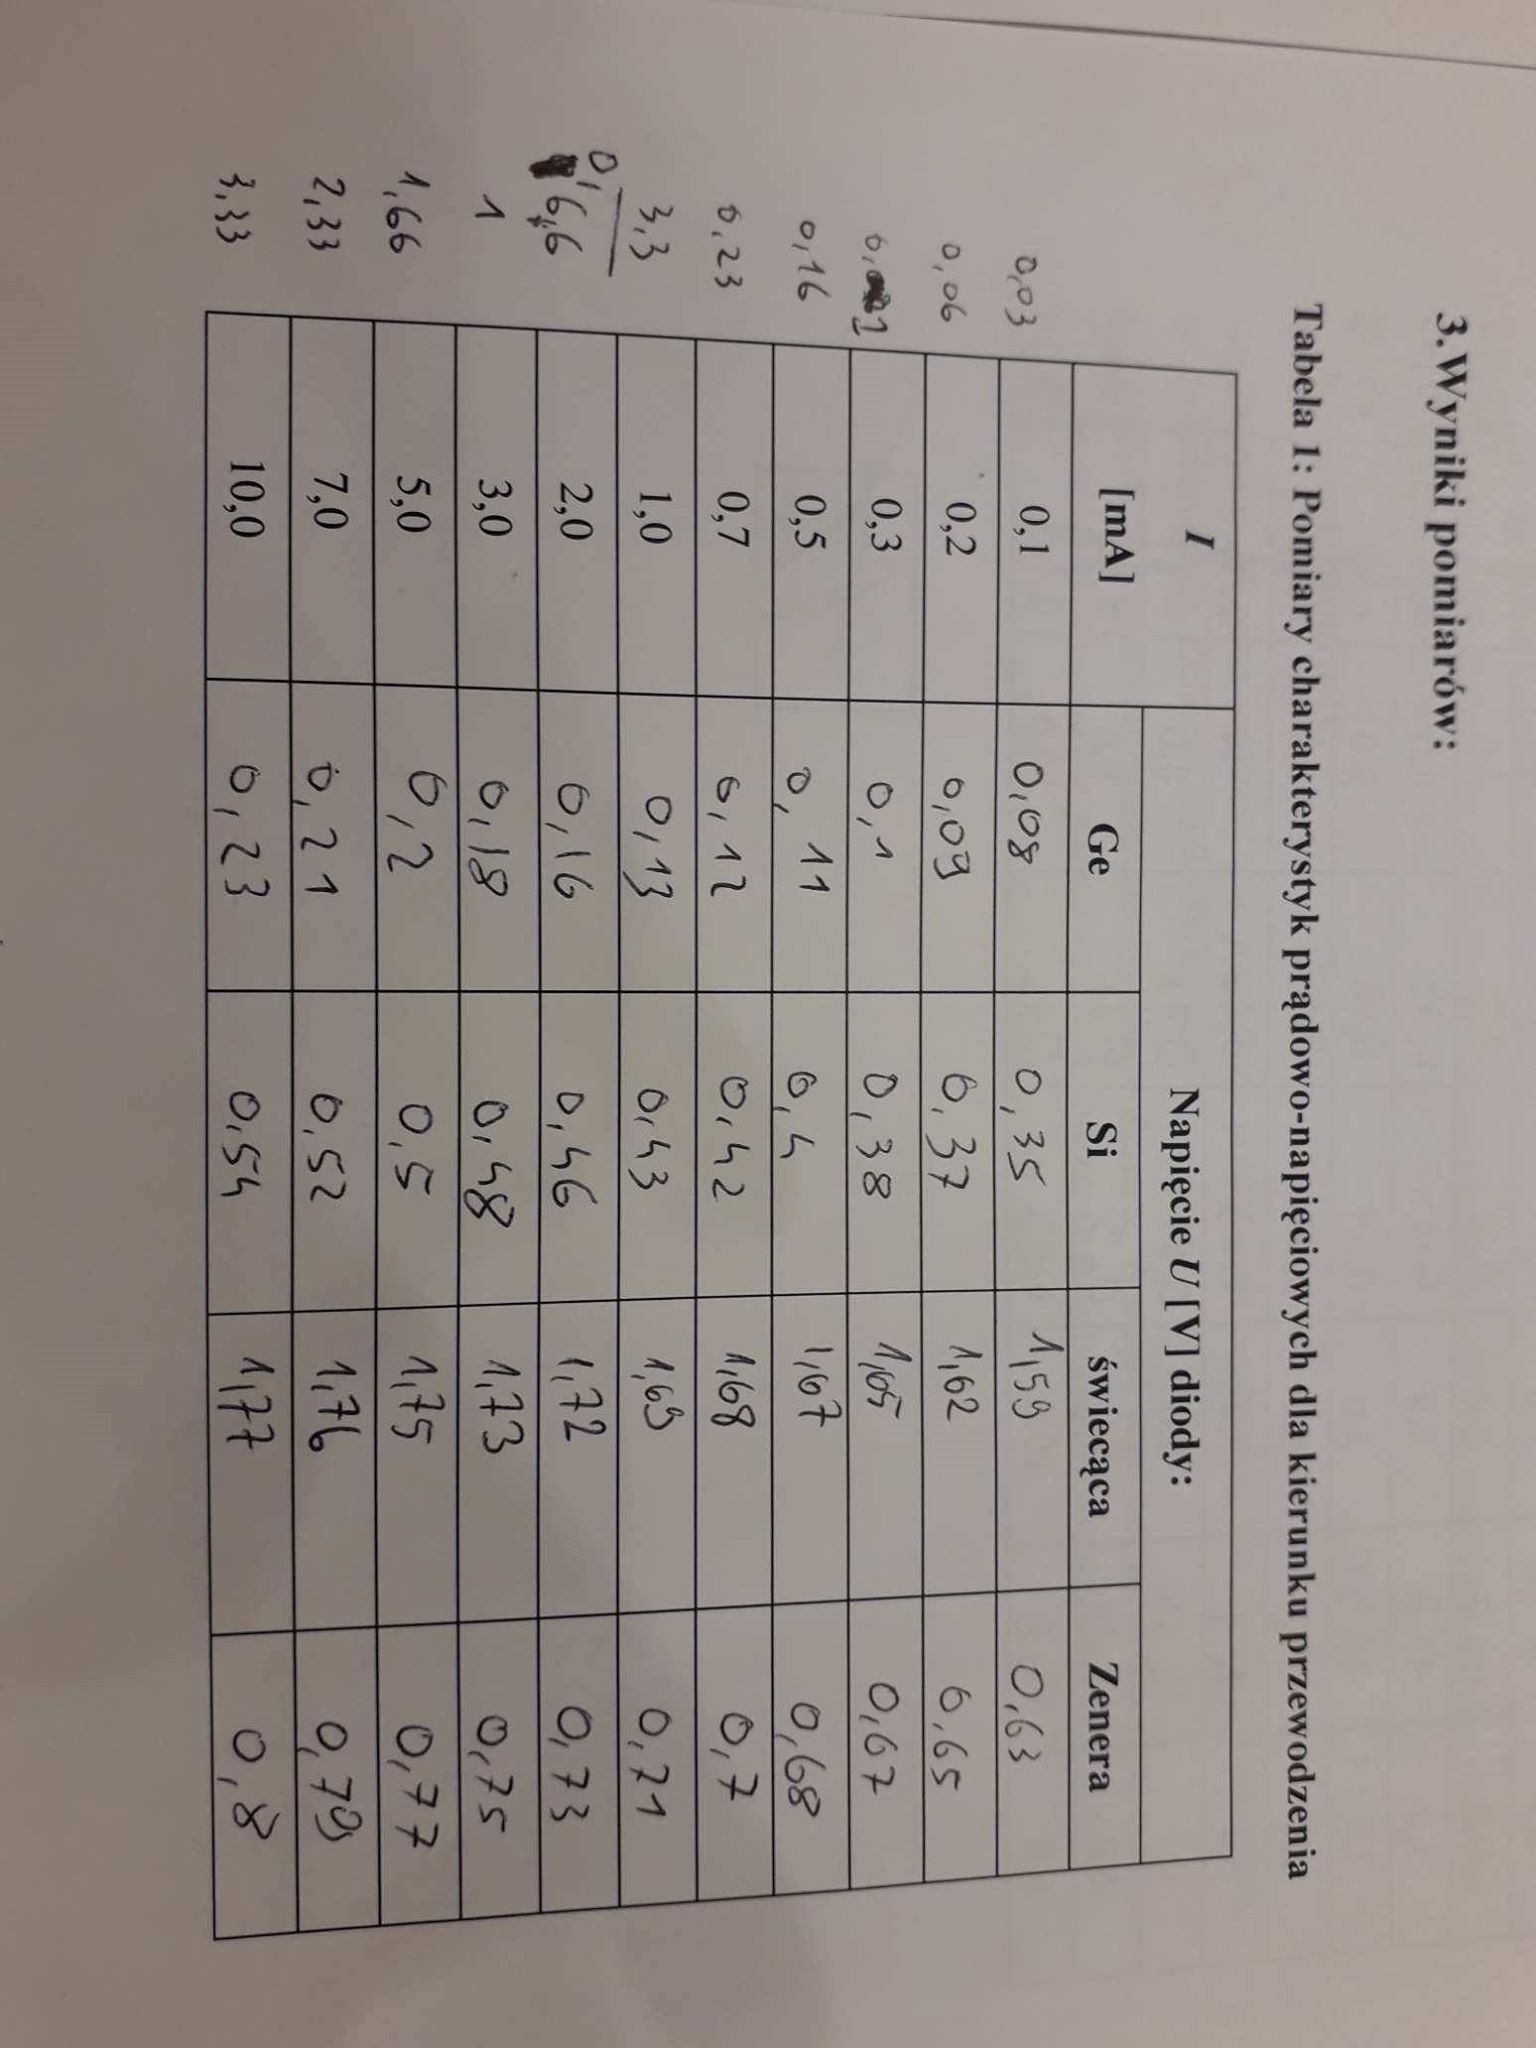 3.Wyniki pomiarów:
Tabela 1: Pomiary charakterystyk prądowo-napięciowych dla kierunku przewodzenia
I [mA] Napięcie U [V] diody:
Ge Si świecąca Zenera
0,03 0,1 0,08 0,35 1,59 0,63
0,06 0,2 0,09 0,37 1,62 0,65
0,1 0,3 0,1 0,38 1,65 0,67
0,16 0,5 0,11 0,4 1,67 0,68
0,23 0,7 0,12 0,42 1,68 0,7
3,3 1,0 0,13 0,43 1,69 0,71
0,66 2,0 0,16 0,46 1,72 0,73
1 3,0 0,18 0,48 1,73 0,75
1,66 5,0 0,2 0,5 1,75 0,77
2,33 7,0 0,21 0,52 1,76 0,79
3,33 10,0 0,23 0,54 1,77 0,8